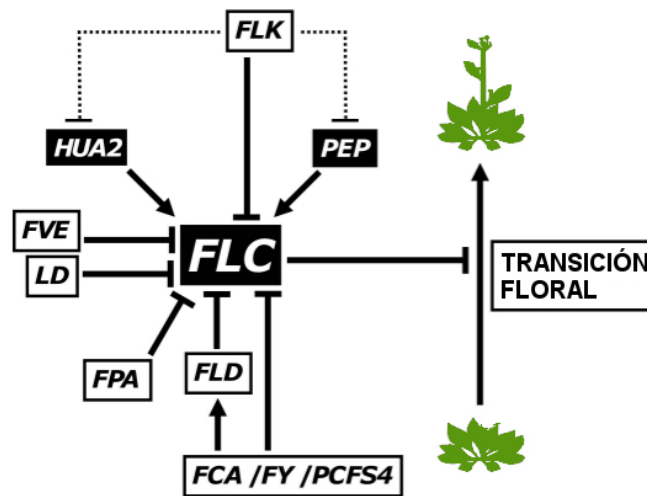 FLK
HUA2
PEP
FVE
FLC
LD
TRANSICIÓN
FLORAL
FPA
FLD
FCA /FY /PCFS4